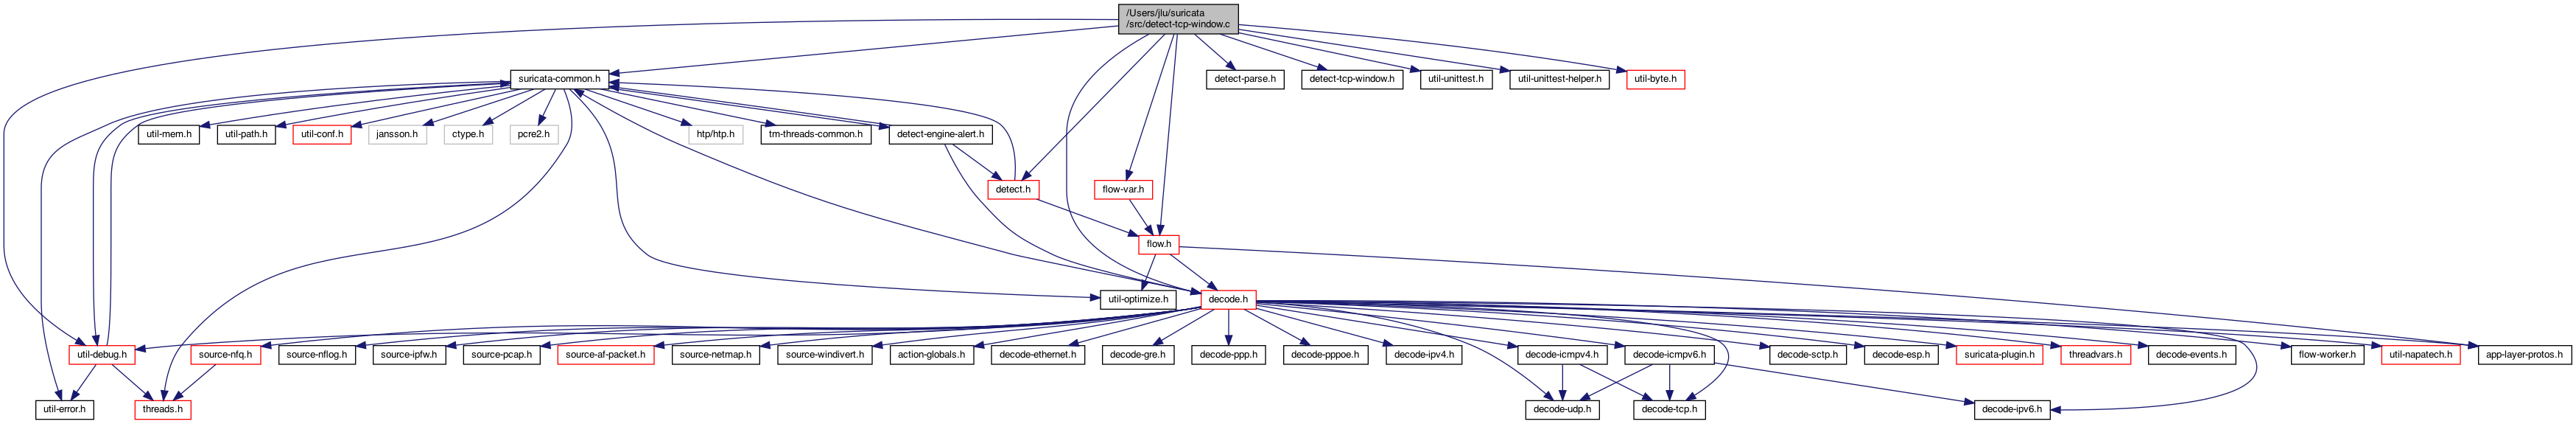 /Users/jlu/suricata
/src/detect-tcp-window.c
suricata-common.h
detect-parse.h
detect-tcp-window.h
util-unittest.h
util-unittest-helper.h
util-byte.h
util-mem.h
util-path.h
util-conf.h
jansson.h
ctype.h
pcre2.h
htp/htp.h
tm-threads-common.h
detect-engine-alert.h
detect.h
flow-var.h
flow.h
util-optimize.h
decode.h
util-debug.h
source-nfq.h
source-nflog.h
source-ipfw.h
source-pcap.h
source-af-packet.h
source-netmap.h
source-windivert.h
action-globals.h
decode-ethernet.h
decode-gre.h
decode-ppp.h
decode-pppoe.h
decode-ipv4.h
decode-icmpv4.h
decode-icmpv6.h
decode-sctp.h
decode-esp.h
suricata-plugin.h
threadvars.h
decode-events.h
flow-worker.h
util-napatech.h
app-layer-protos.h
util-error.h
threads.h
decode-udp.h
decode-tcp.h
decode-ipv6.h